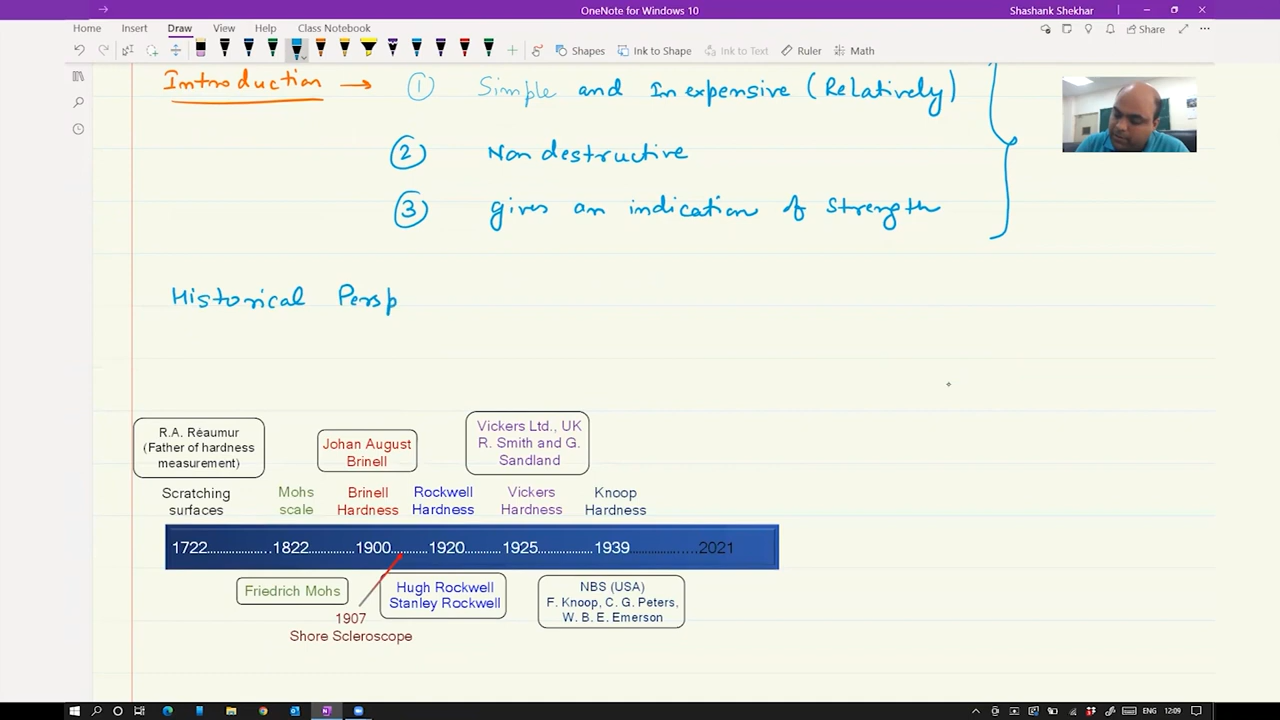 OneNote for Windows 10
Shashank Shekhar
Home Insert Draw View Help Class Notebook
Share
Shapes Ink to Shape Ink to Text Ruler Math
Introduction → ① Simple and Inexpensive (Relatively)
② Non destructive
③ gives an indication of Strength
Historical Persp
R.A. Réaumur
(Father of hardness
measurement)
Johan August
Brinell
Vickers Ltd., UK
R. Smith and G.
Sandland
Scratching
surfaces
Mohs
scale
Brinell
Hardness
Rockwell
Hardness
Vickers
Hardness
Knoop
Hardness
1722..................1822............1900..........1920..........1925...............1939..................2021
Friedrich Mohs
Hugh Rockwell
Stanley Rockwell
NBS (USA)
F. Knoop, C. G. Peters,
W. B. E. Emerson
1907
Shore Scleroscope
ENG 12:09